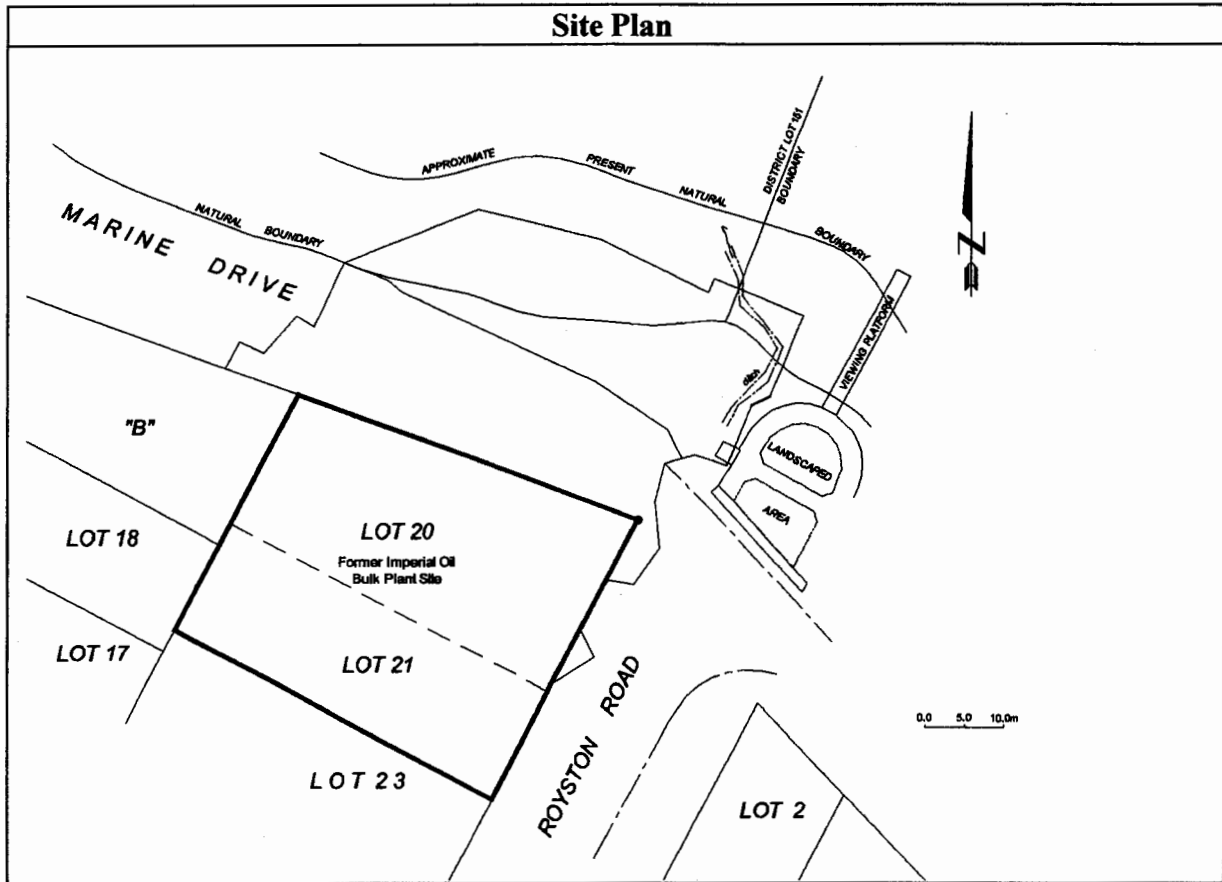 Site Plan
DISTRICT LOT 151
BOUNDARY
APPROXIMATE PRESENT NATURAL BOUNDARY
N
NATURAL BOUNDARY
MARINE DRIVE
VIEWING PLATFORM
ditch
"B"
LANDSCAPED
AREA
LOT 18
LOT 20
Former Imperial Oil
Bulk Plant Site
LOT 17
LOT 21
ROYSTON ROAD
0.0 5.0 10.0m
LOT 23
LOT 2